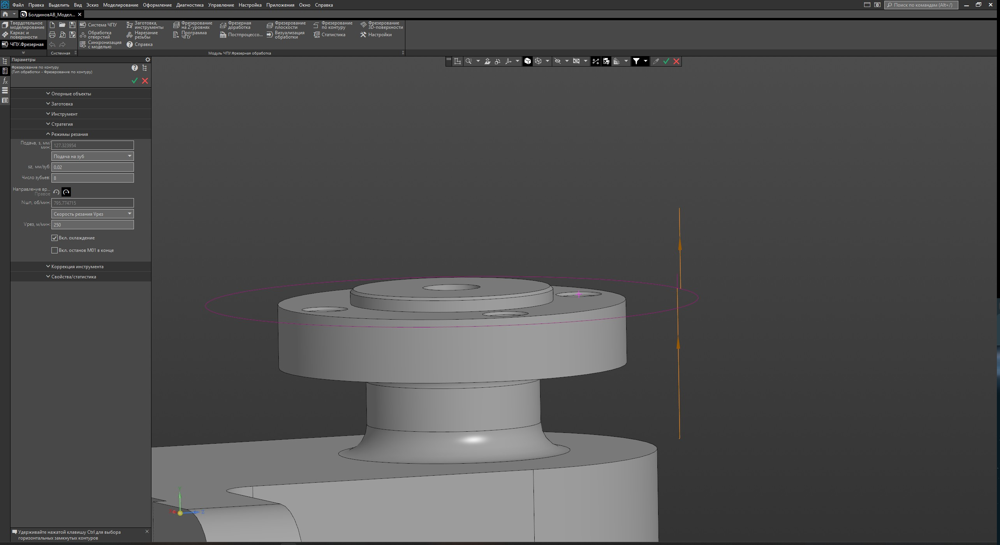 Файл Правка Выделить Вид Эскиз Моделирование Оформление Диагностика Управление Настройка Приложения Окно Справка
Поиск по командам (Alt+/)
БолдиновАВ_Модел...
Твердотельное моделирование
Каркас и поверхности
ЧПУ.Фрезерная
Системная
Система ЧПУ
Заготовка, инструменты
Фрезерование на Z-уровнях
Фрезерная доработка
Фрезерование плоскости
Фрезерование по контуру
Фрезерование 3D-поверхности
Обработка отверстий
Нарезание резьбы
Программа ЧПУ
Постпроцессо...
Визуализация обработки
Статистика
Настройки
Синхронизация с моделью
Справка
Модуль ЧПУ.Фрезерная обработка
Параметры
Фрезерование по контуру
(Тип обработки - Фрезерование по контуру)
Опорные объекты
Заготовка
Инструмент
Стратегия
Режимы резания
Подача, s, мм/мин: 127.323954
Подача на зуб
sz, мм/зуб: 0.02
Число зубьев: 8
Направление вр...
Правое
Nшп, об/мин: 795.774715
Скорость резания Vрез
Vрез, м/мин: 250
Вкл. охлаждение
Вкл. останов М01 в конце
Коррекция инструмента
Свойства/статистика
Y
Z
Удерживайте нажатой клавишу Ctrl для выбора
горизонтальных замкнутых контуров